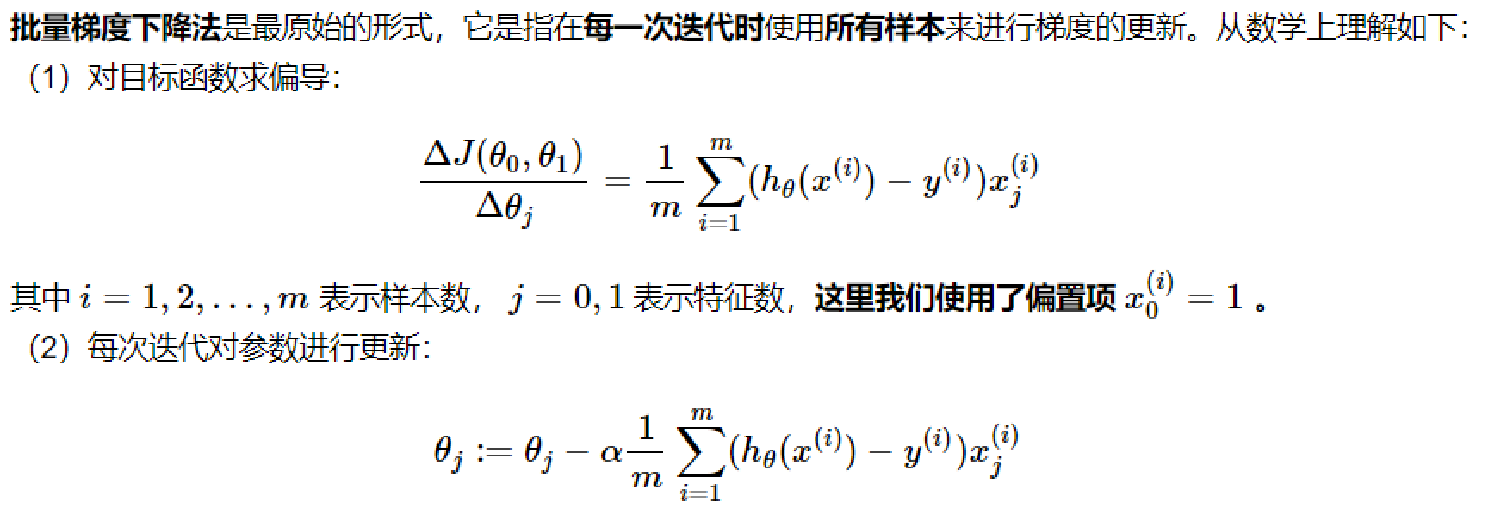 批量梯度下降法是最原始的形式，它是指在每一次迭代时使用所有样本来进行梯度的更新。从数学上理解如下：
（1）对目标函数求偏导：
\frac{\Delta J(\theta_0, \theta_1)}{\Delta \theta_j} = \frac{1}{m} \sum_{i=1}^{m} (h_\theta(x^{(i)}) - y^{(i)}) x_j^{(i)}
其中 i = 1, 2, ..., m 表示样本数， j = 0, 1 表示特征数，这里我们使用了偏置项 x_0^{(i)} = 1 。
（2）每次迭代对参数进行更新：
\theta_j := \theta_j - \alpha \frac{1}{m} \sum_{i=1}^{m} (h_\theta(x^{(i)}) - y^{(i)}) x_j^{(i)}